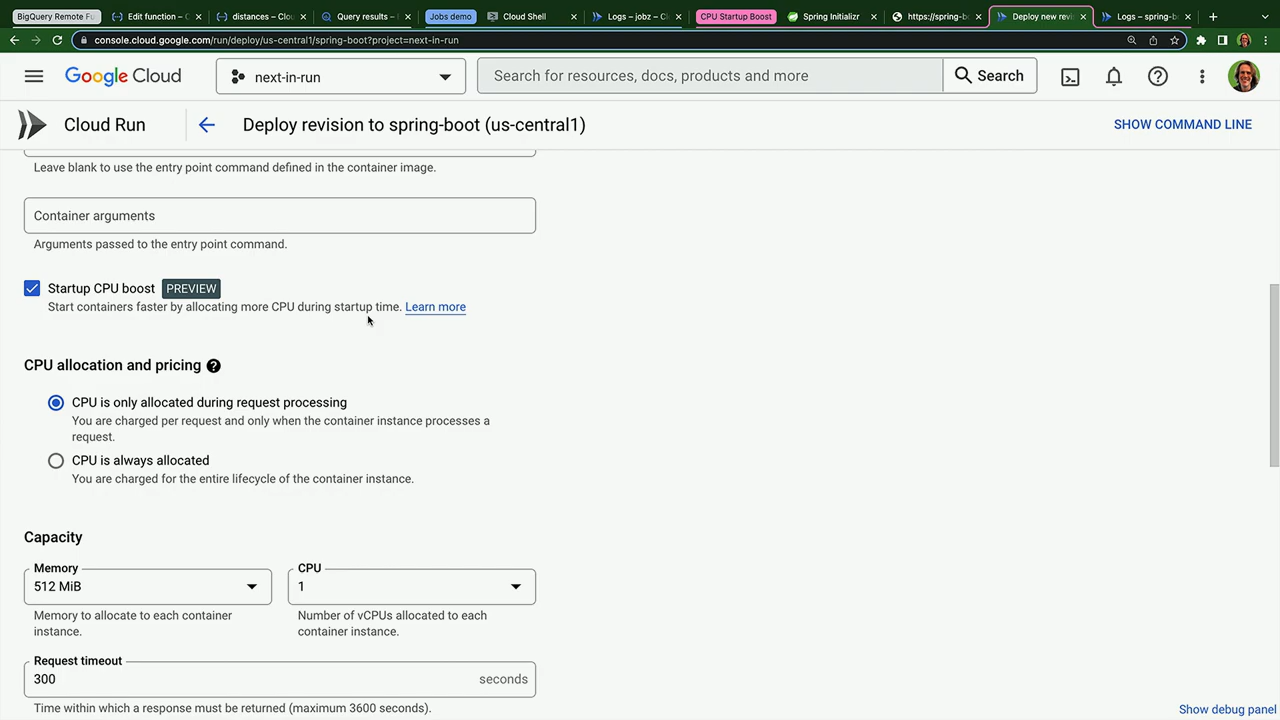 BigQuery Remote Fu
Edit function – C
distances – Clou
Query results –
Jobs demo
Cloud Shell
Logs – jobz – Cl
CPU Startup Boost
Spring Initializr
https://spring-b
Deploy new revi
Logs – spring-b
console.cloud.google.com/run/deploy/us-central1/spring-boot?project=next-in-run
Google Cloud
next-in-run
Search for resources, docs, products and more
Search
Cloud Run
Deploy revision to spring-boot (us-central1)
SHOW COMMAND LINE
Leave blank to use the entry point command defined in the container image.
Container arguments
Arguments passed to the entry point command.
Startup CPU boost PREVIEW
Start containers faster by allocating more CPU during startup time. Learn more
CPU allocation and pricing
CPU is only allocated during request processing
You are charged per request and only when the container instance processes a
request.
CPU is always allocated
You are charged for the entire lifecycle of the container instance.
Capacity
Memory
512 MiB
Memory to allocate to each container
instance.
CPU
1
Number of vCPUs allocated to each
container instance.
Request timeout
300 seconds
Time within which a response must be returned (maximum 3600 seconds).
Show debug panel